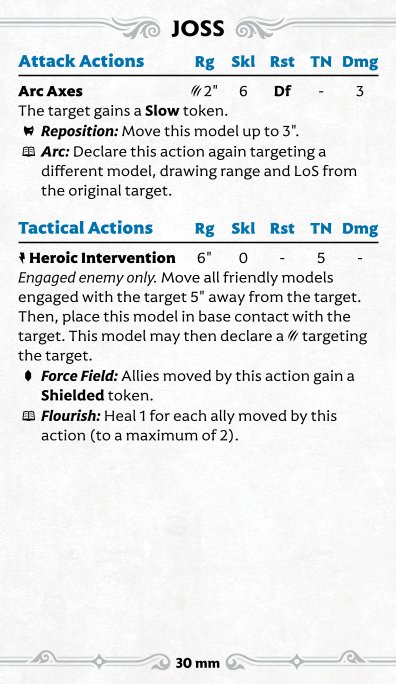 JOSS
Attack Actions Rg Skl Rst TN Dmg
Arc Axes 2" 6 Df - 3
The target gains a Slow token.
Reposition: Move this model up to 3".
Arc: Declare this action again targeting a
different model, drawing range and LoS from
the original target.
Tactical Actions Rg Skl Rst TN Dmg
Heroic Intervention 6" 0 - 5 -
Engaged enemy only. Move all friendly models
engaged with the target 5" away from the target.
Then, place this model in base contact with the
target. This model may then declare a targeting
the target.
Force Field: Allies moved by this action gain a
Shielded token.
Flourish: Heal 1 for each ally moved by this
action (to a maximum of 2).
30 mm